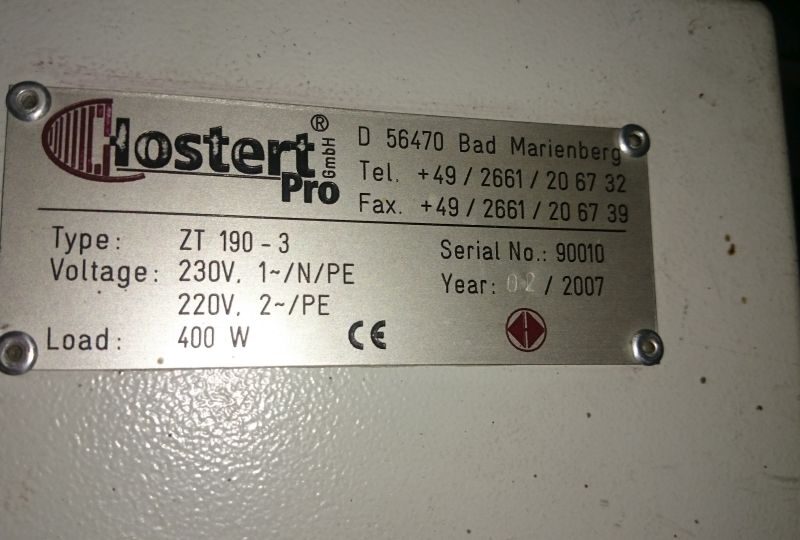 Hostert® GmbH
Pro
D 56470 Bad Marienberg
Tel. +49 / 2661 / 20 67 32
Fax. +49 / 2661 / 20 67 39
Type: ZT 190 - 3
Voltage: 230V, 1~/N/PE
220V, 2~/PE
Load: 400 W
CE
Serial No.: 90010
Year: 02 / 2007